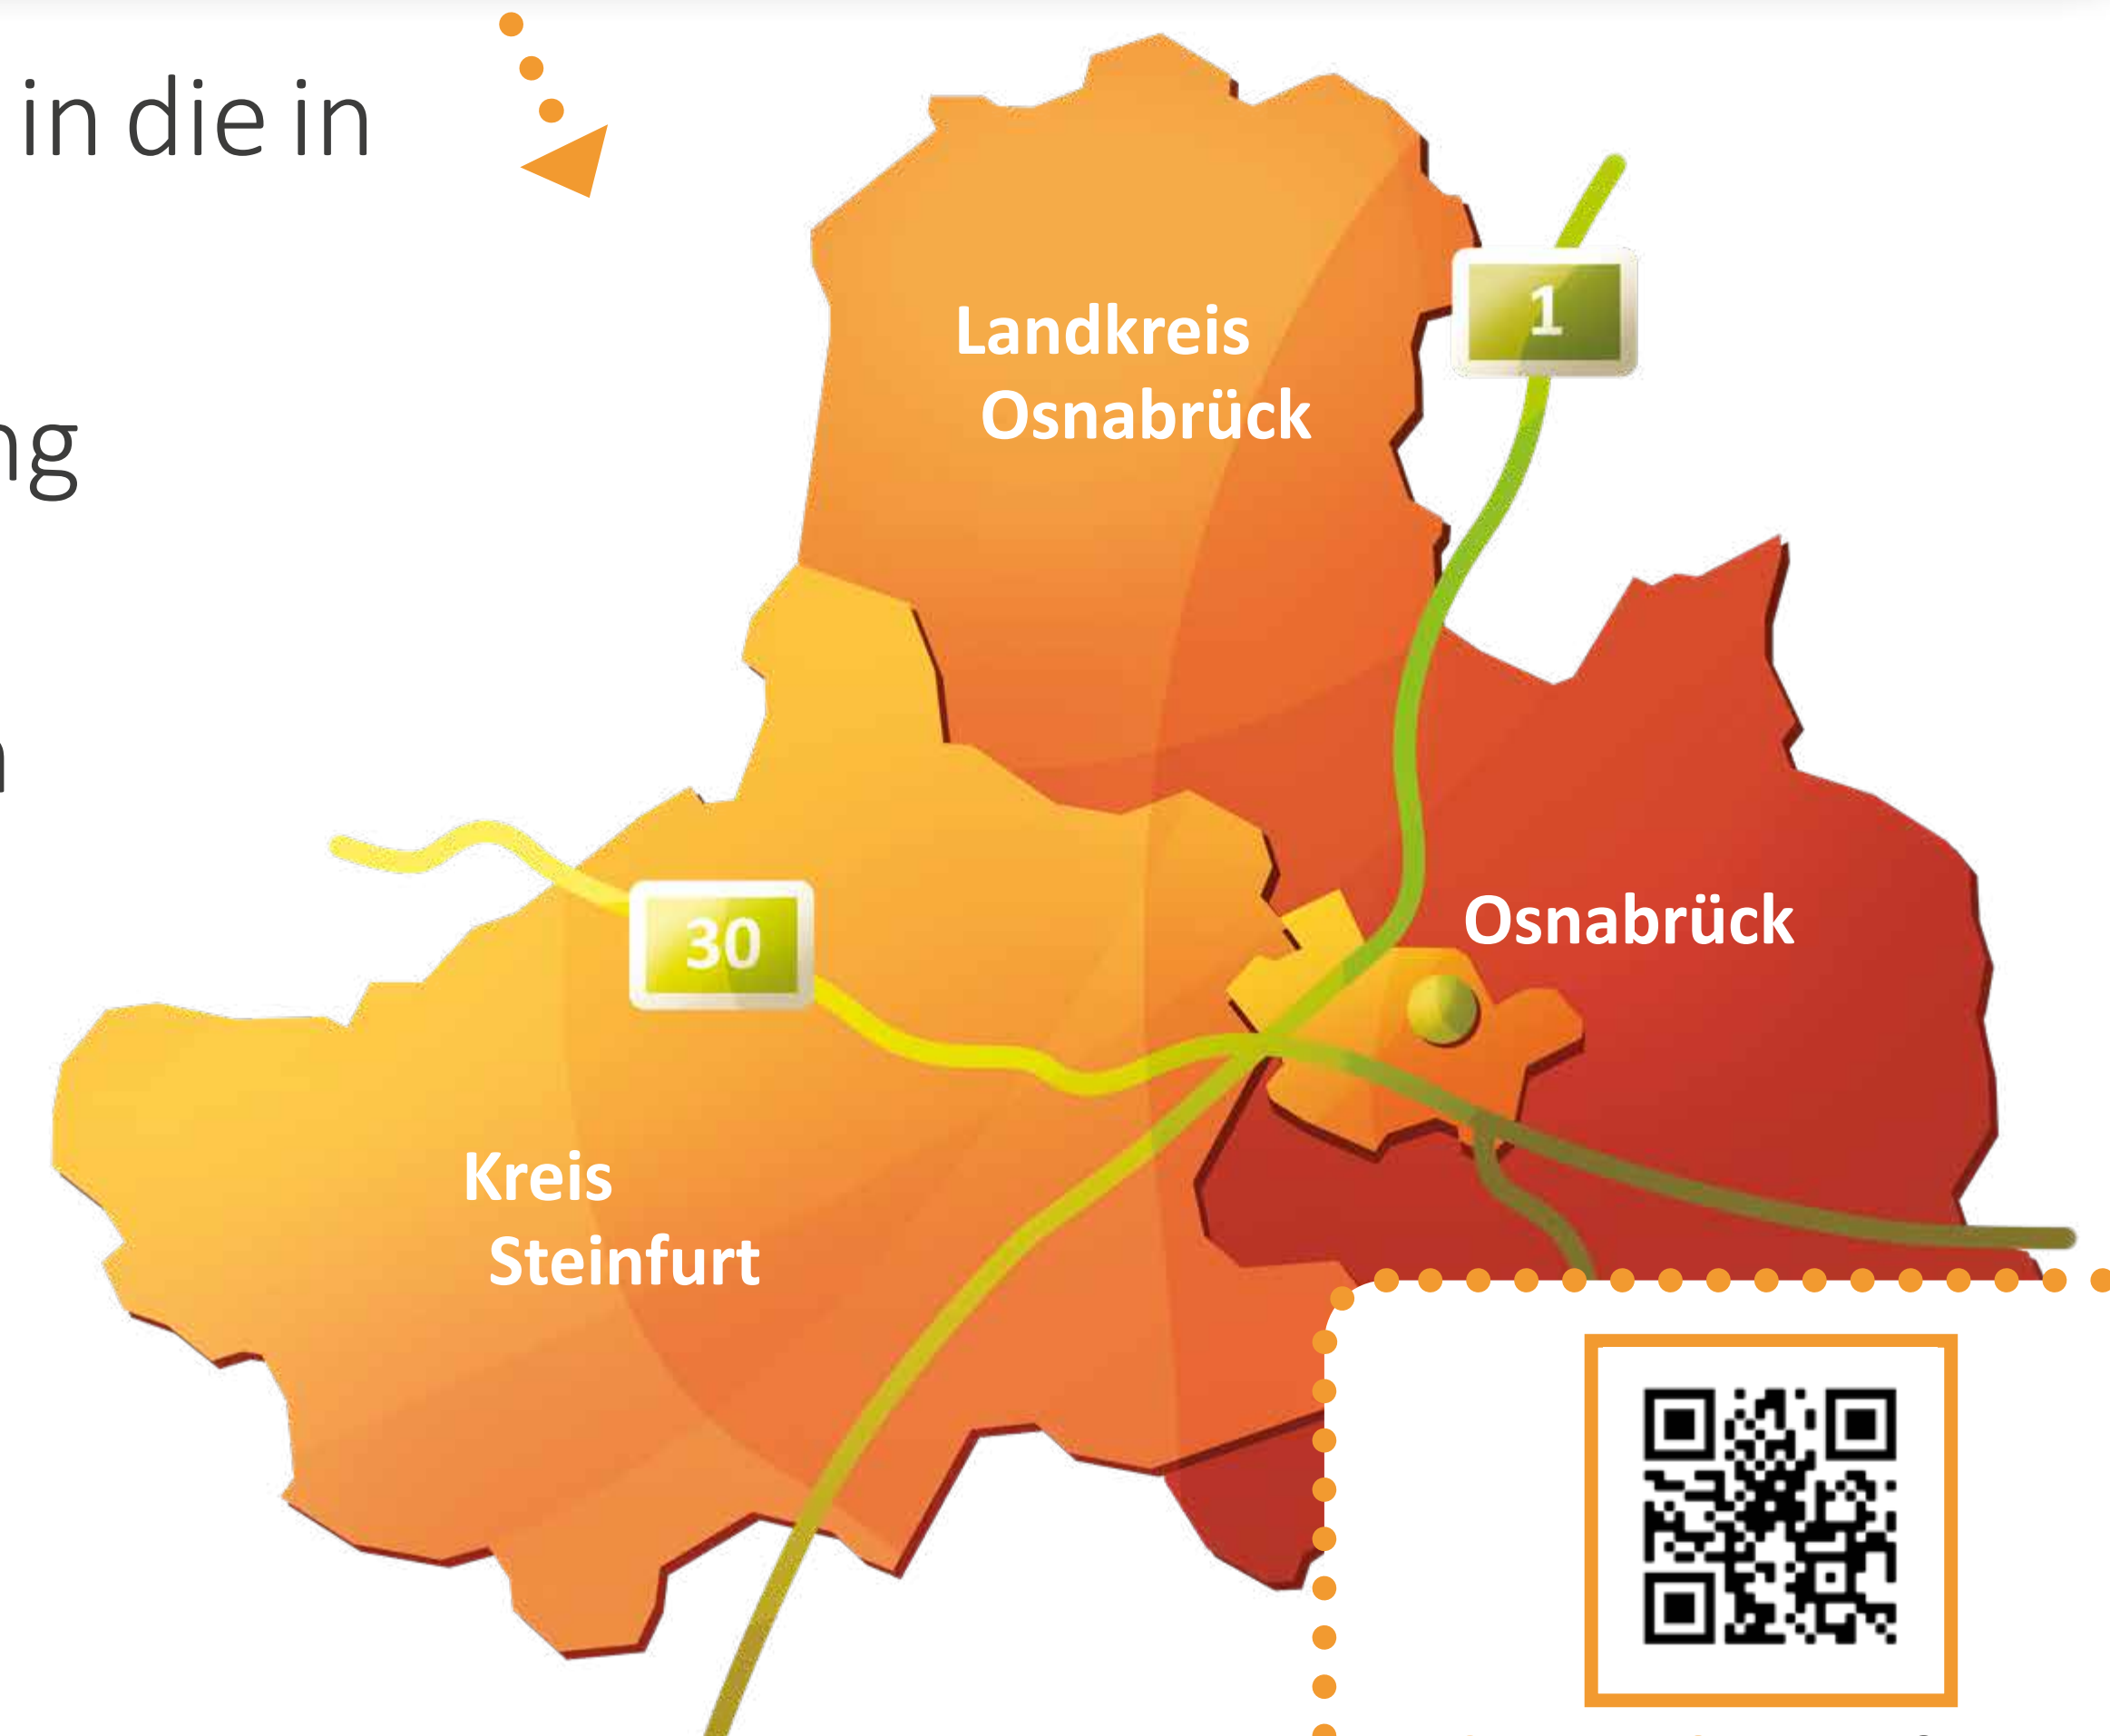 in die in
ng
Landkreis
Osnabrück
1
Osnabrück
30
Kreis
Steinfurt